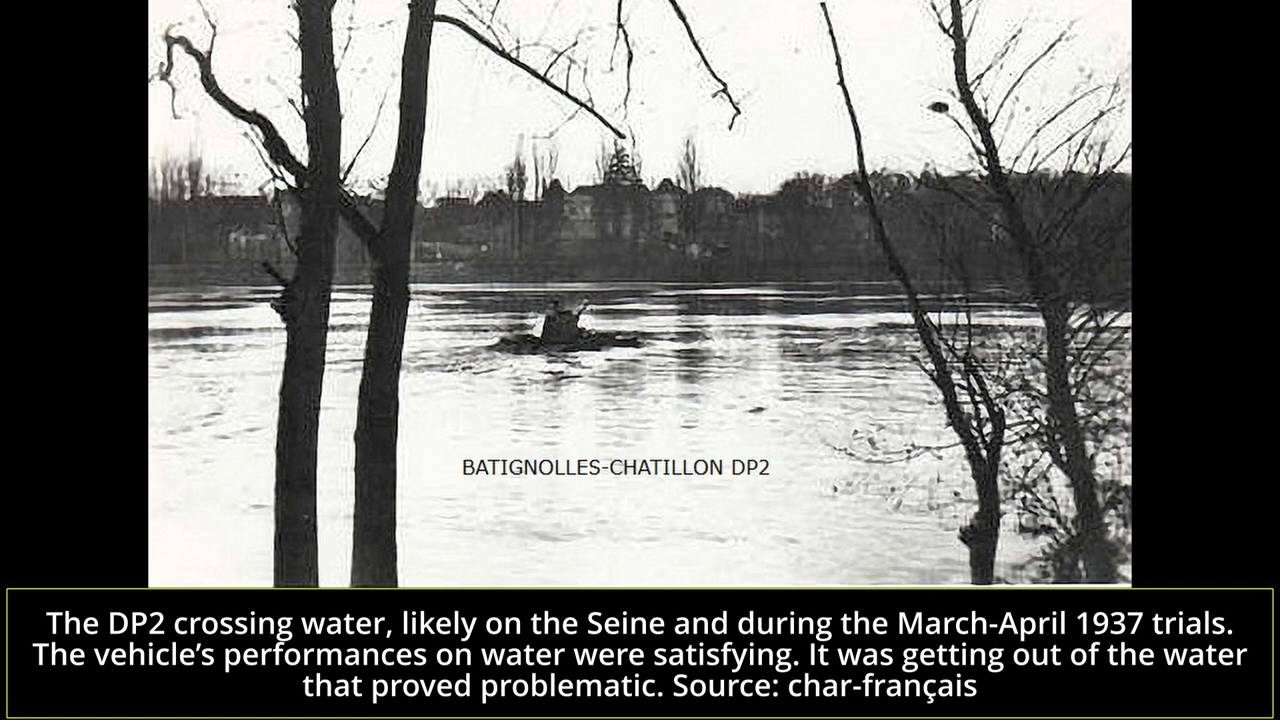 BATIGNOLLES-CHATILLON DP2
The DP2 crossing water, likely on the Seine and during the March-April 1937 trials.
The vehicle’s performances on water were satisfying. It was getting out of the water
that proved problematic. Source: char-français